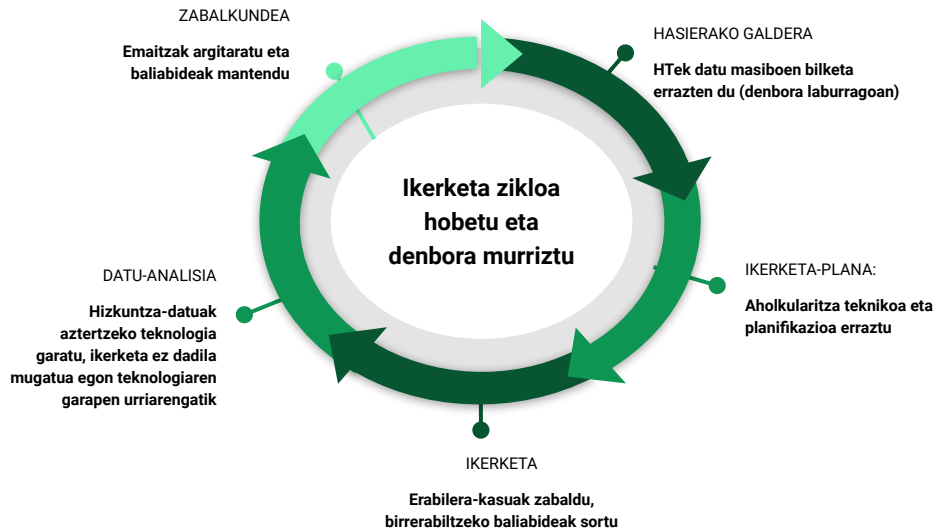 ZABALKUNDEA
Emaitzak argitaratu eta
baliabideak mantendu
HASIERAKO GALDERA
HTek datu masiboen bilketa
errazten du (denbora laburragoan)
Ikerketa zikloa
hobetu eta
denbora murriztu
IKERKETA-PLANA:
Aholkularitza teknikoa eta
planifikazioa erraztu
DATU-ANALISIA
Hizkuntza-datuak
aztertzeko teknologia
garatu, ikerketa ez dadila
mugatua egon teknologiaren
garapen urriarengatik
IKERKETA
Erabilera-kasuak zabaldu,
birrerabiltzeko baliabideak sortu